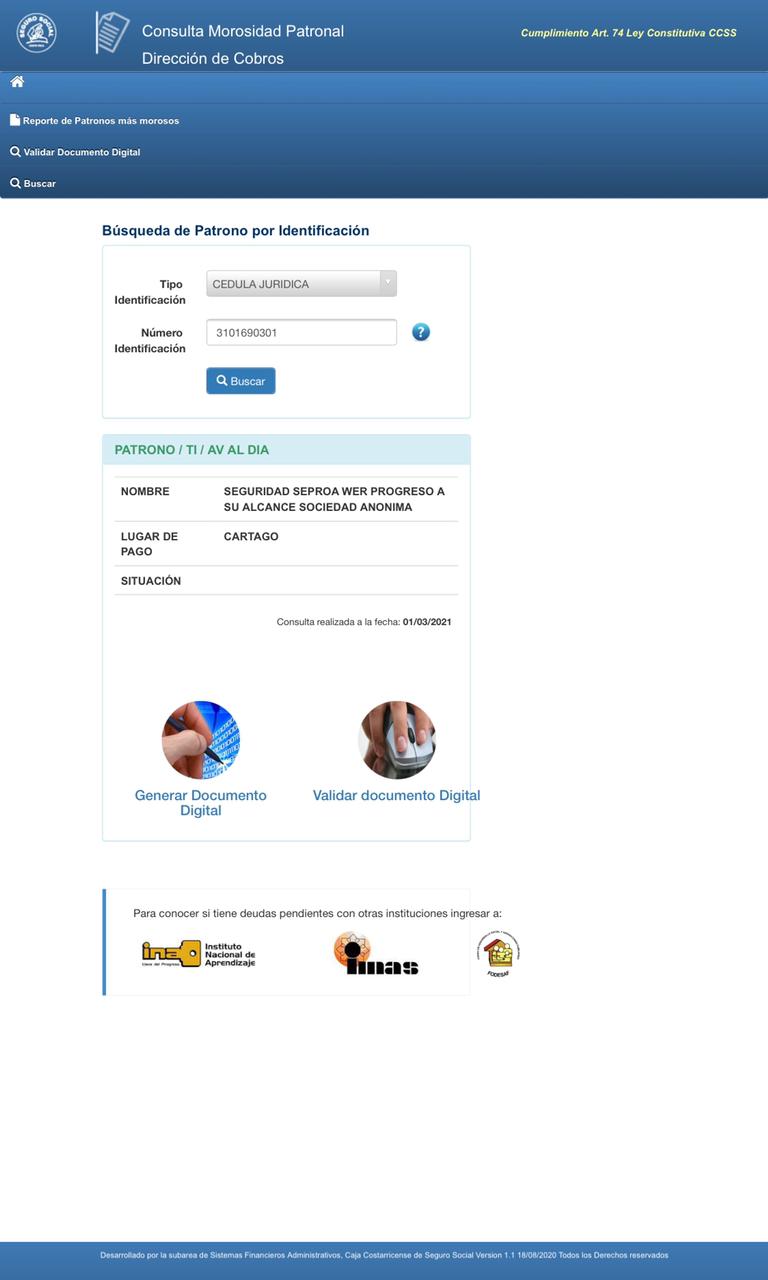 Consulta Morosidad Patronal
Dirección de Cobros
Cumplimiento Art. 74 Ley Constitutiva CCSS
Reporte de Patronos más morosos
Validar Documento Digital
Buscar
Búsqueda de Patrono por Identificación
Tipo
Identificación
CEDULA JURIDICA
Número
Identificación
3101690301
?
Buscar
PATRONO / TI / AV AL DIA
NOMBRE
SEGURIDAD SEPROA WER PROGRESO A
SU ALCANCE SOCIEDAD ANONIMA
LUGAR DE
PAGO
CARTAGO
SITUACIÓN
Consulta realizada a la fecha: 01/03/2021
Generar Documento
Digital
Validar documento Digital
Para conocer si tiene deudas pendientes con otras instituciones ingresar a:
ina
Llave del Progreso
Instituto
Nacional de
Aprendizaje
imas
FODESAF
Desarrollado por la subarea de Sistemas Financieros Administrativos, Caja Costarricense de Seguro Social Version 1.1 18/08/2020 Todos los Derechos reservados